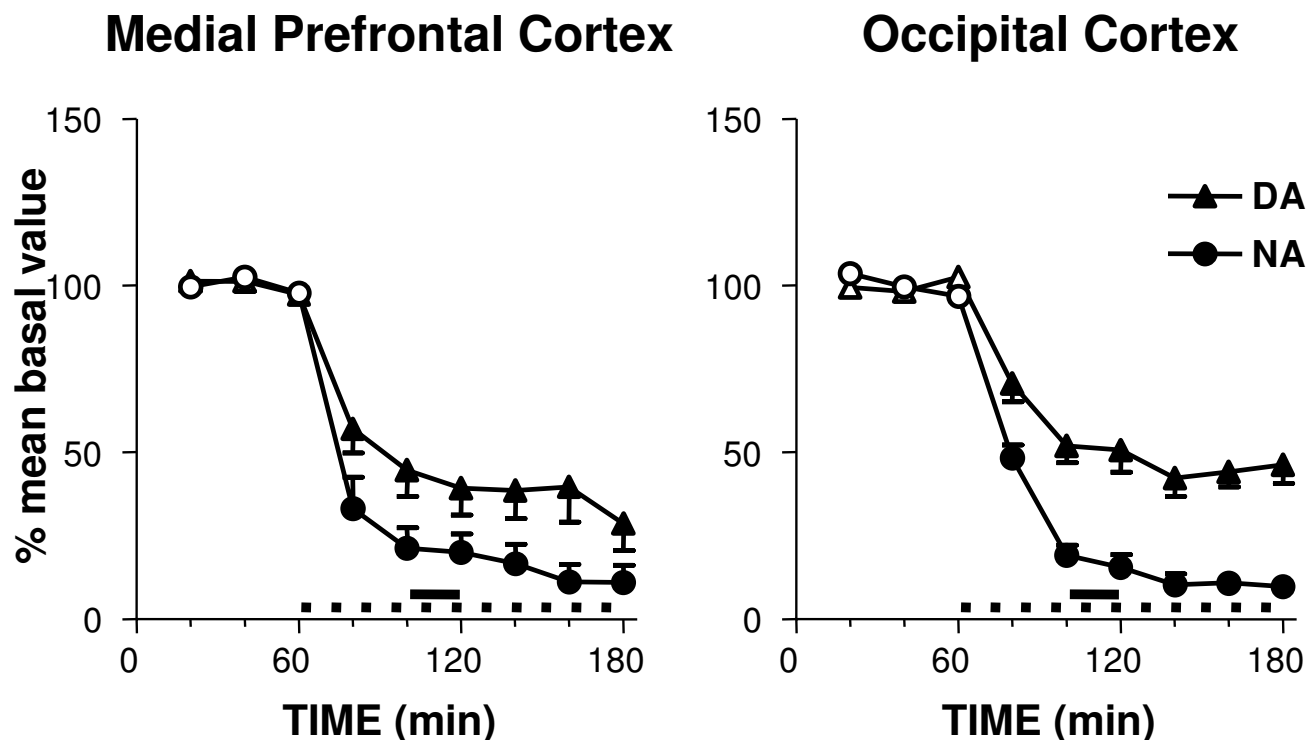 Medial Prefrontal Cortex
Occipital Cortex
% mean basal value
150
100
50
0
0
60
120
180
TIME (min)
150
100
50
0
0
60
120
180
TIME (min)
DA
NA